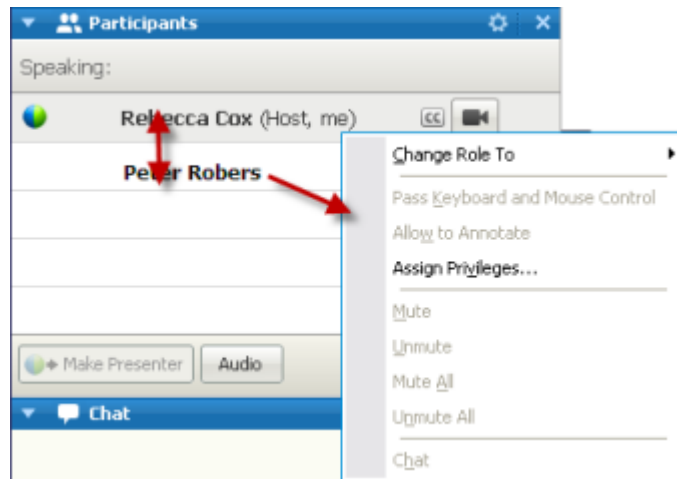 Participants
Speaking:
Rebecca Cox (Host, me) CC
Peter Robers
Change Role To
Pass Keyboard and Mouse Control
Allow to Annotate
Assign Privileges...
Mute
Unmute
Mute All
Unmute All
Chat
Make Presenter Audio
Chat